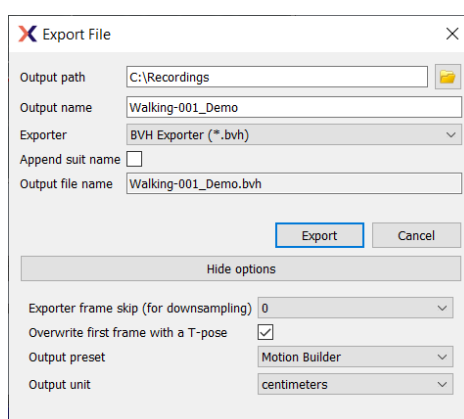 Export File
Output path C:\Recordings
Output name Walking-001_Demo
Exporter BVH Exporter (*.bvh)
Append suit name
Output file name Walking-001_Demo.bvh
Export Cancel
Hide options
Exporter frame skip (for downsampling) 0
Overwrite first frame with a T-pose
Output preset Motion Builder
Output unit centimeters